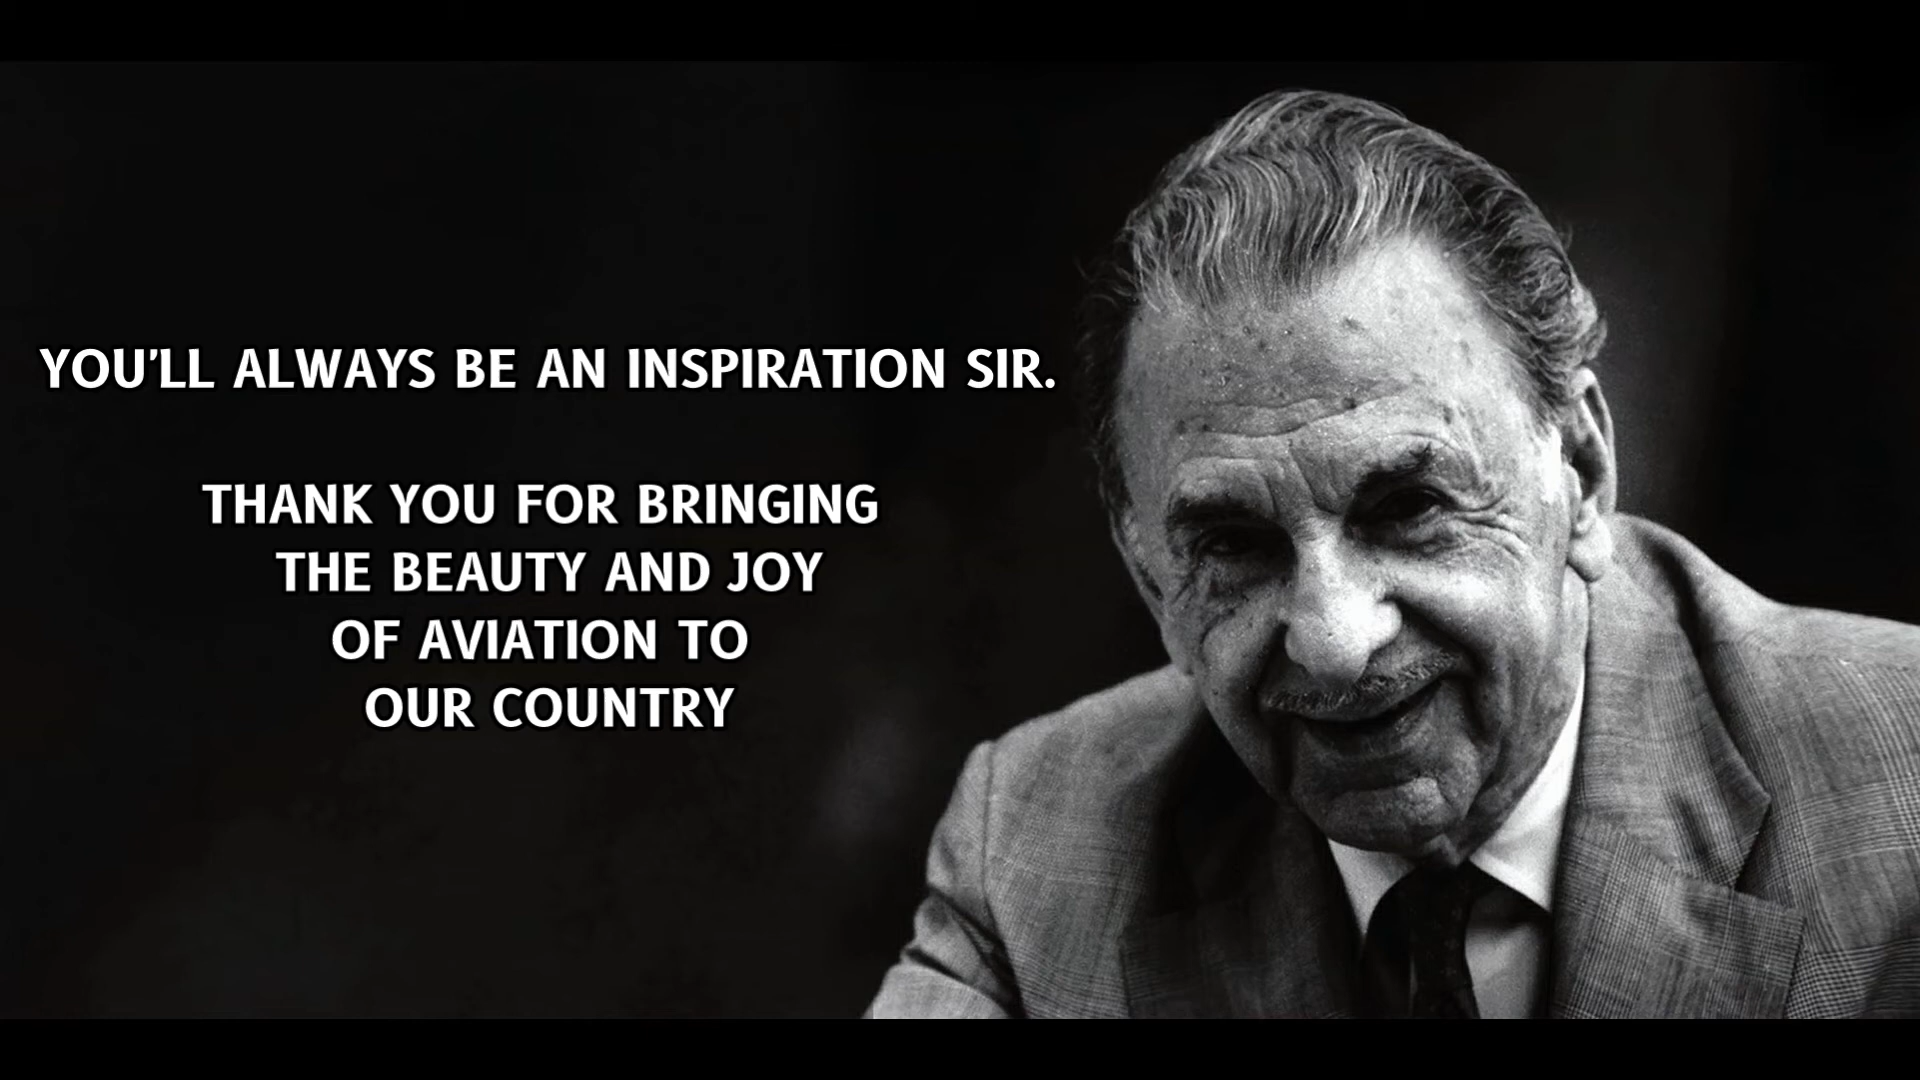 YOU'LL ALWAYS BE AN INSPIRATION SIR.
THANK YOU FOR BRINGING
THE BEAUTY AND JOY
OF AVIATION TO
OUR COUNTRY